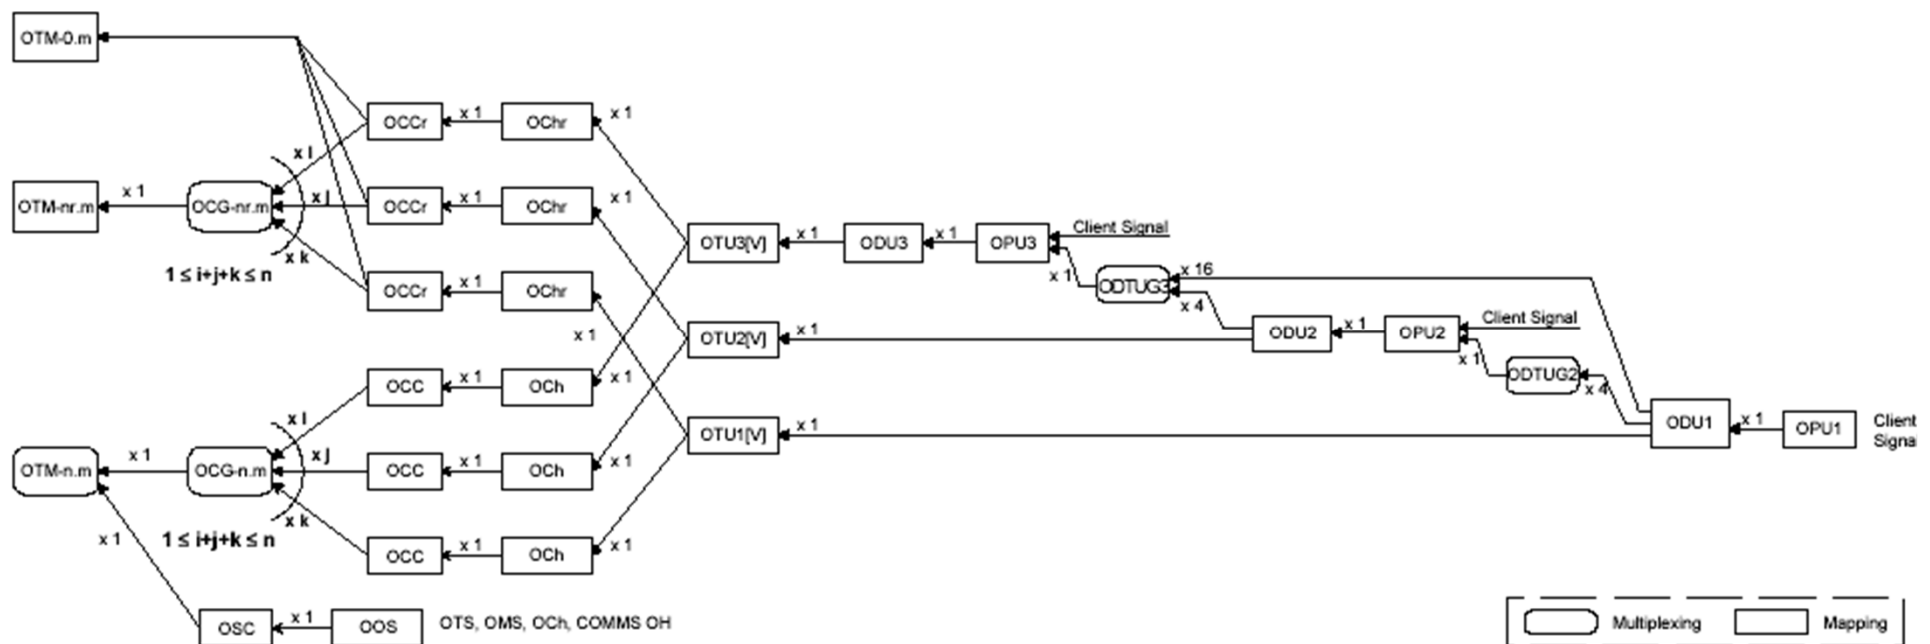 OTM-0.m
OCCr
x 1
OChr
x 1
x i
OTM-nr.m
x 1
OCG-nr.m
x j
OCCr
x 1
OChr
x 1
x k
1 ≤ i+j+k ≤ n
OCCr
x 1
OChr
x 1
OTU3[V]
x 1
ODU3
x 1
OPU3
Client Signal
x 1
ODTUG3
x 16
x 4
OTU2[V]
x 1
ODU2
x 1
OPU2
Client Signal
x 1
ODTUG2
x 4
OCC
x 1
OCh
x 1
x i
OTU1[V]
x 1
ODU1
x 1
OPU1
Client
Signa
OTM-n.m
x 1
OCG-n.m
x j
OCC
x 1
OCh
x 1
x k
1 ≤ i+j+k ≤ n
x 1
OCC
x 1
OCh
x 1
OSC
x 1
OOS
OTS, OMS, OCh, COMMS OH
Multiplexing
Mapping